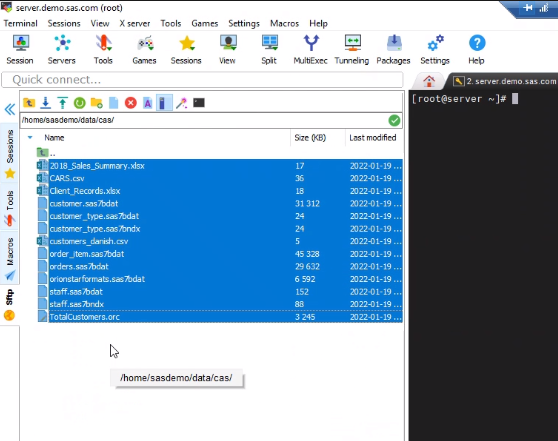 server.demo.sas.com (root)
Terminal Sessions View X server Tools Games Settings Macros Help
Session Servers Tools Games Sessions View Split MultiExec Tunneling Packages Settings Help
Quick connect...
2. server.demo.sas.com
/home/sasdemo/data/cas/
[root@server ~]#
Name Size (KB) Last modified
..
2018_Sales_Summary.xlsx 17 2022-01-19 ...
CARS.csv 36 2022-01-19 ...
Client_Records.xlsx 18 2022-01-19 ...
customer.sas7bdat 31 312 2022-01-19 ...
customer_type.sas7bdat 24 2022-01-19 ...
customer_type.sas7bndx 24 2022-01-19 ...
customers_danish.csv 5 2022-01-19 ...
order_item.sas7bdat 45 328 2022-01-19 ...
orders.sas7bdat 29 632 2022-01-19 ...
orionstarformats.sas7bdat 6 592 2022-01-19 ...
staff.sas7bdat 152 2022-01-19 ...
staff.sas7bndx 88 2022-01-19 ...
TotalCustomers.orc 3 245 2022-01-19 ...
/home/sasdemo/data/cas/
Sessions
Tools
Macros
Sftp